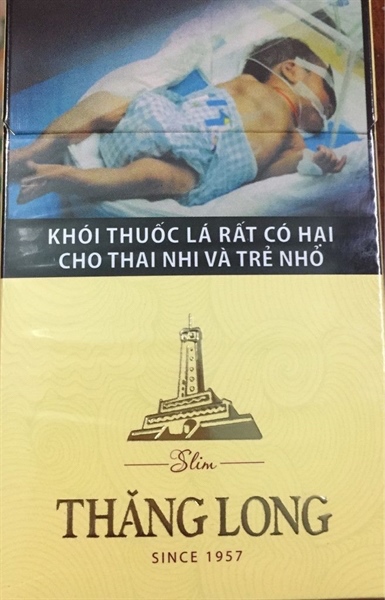 KHÓI THUỐC LÁ RẤT CÓ HẠI
CHO THAI NHI VÀ TRẺ NHỎ
Slim
THĂNG LONG
SINCE 1957